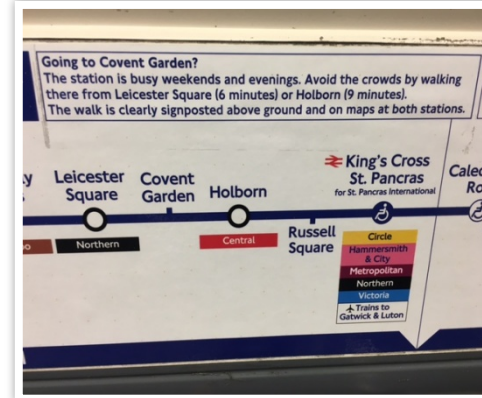 Going to Covent Garden?
The station is busy weekends and evenings. Avoid the crowds by walking
there from Leicester Square (6 minutes) or Holborn (9 minutes).
The walk is clearly signposted above ground and on maps at both stations.
Leicester
Square
Northern
Covent
Garden
Holborn
Central
Russell
Square
King's Cross
St. Pancras
for St. Pancras International
Circle
Hammersmith
& City
Metropolitan
Northern
Victoria
Trains to
Gatwick & Luton